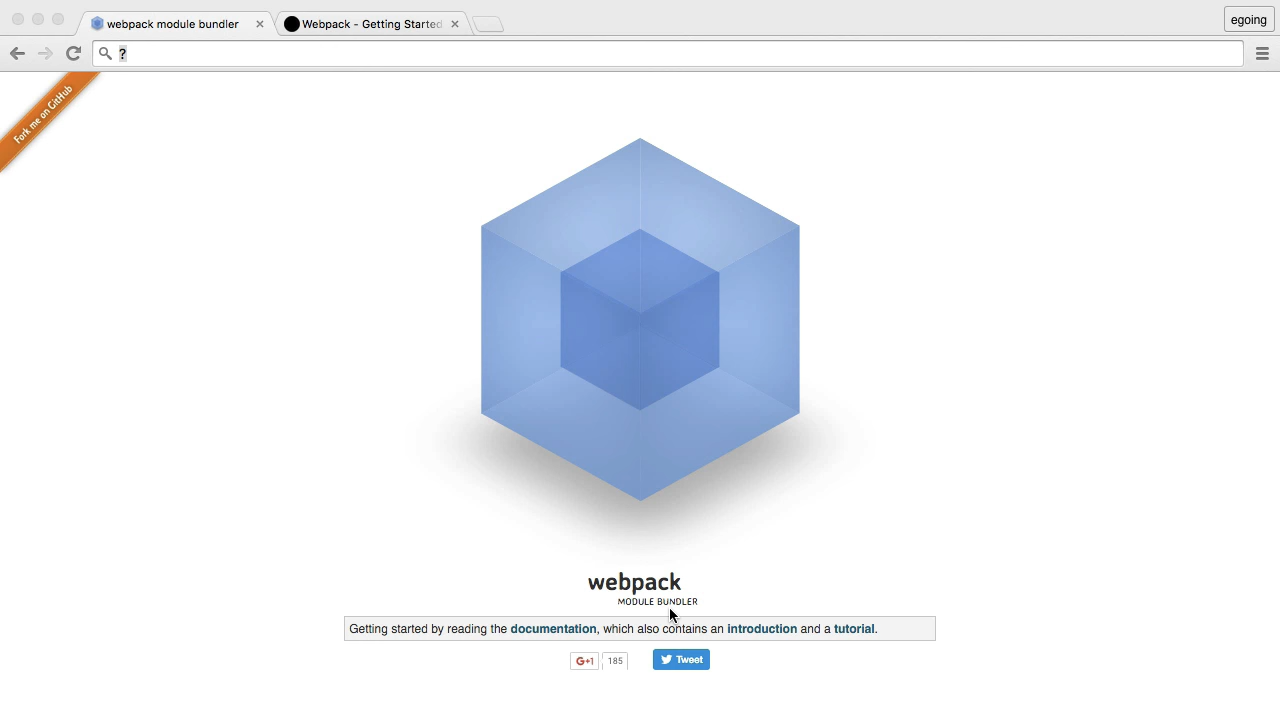 webpack module bundler
Webpack - Getting Started
egoing
?
Fork me on GitHub
webpack
MODULE BUNDLER
Getting started by reading the documentation, which also contains an introduction and a tutorial.
G+1 185 Tweet